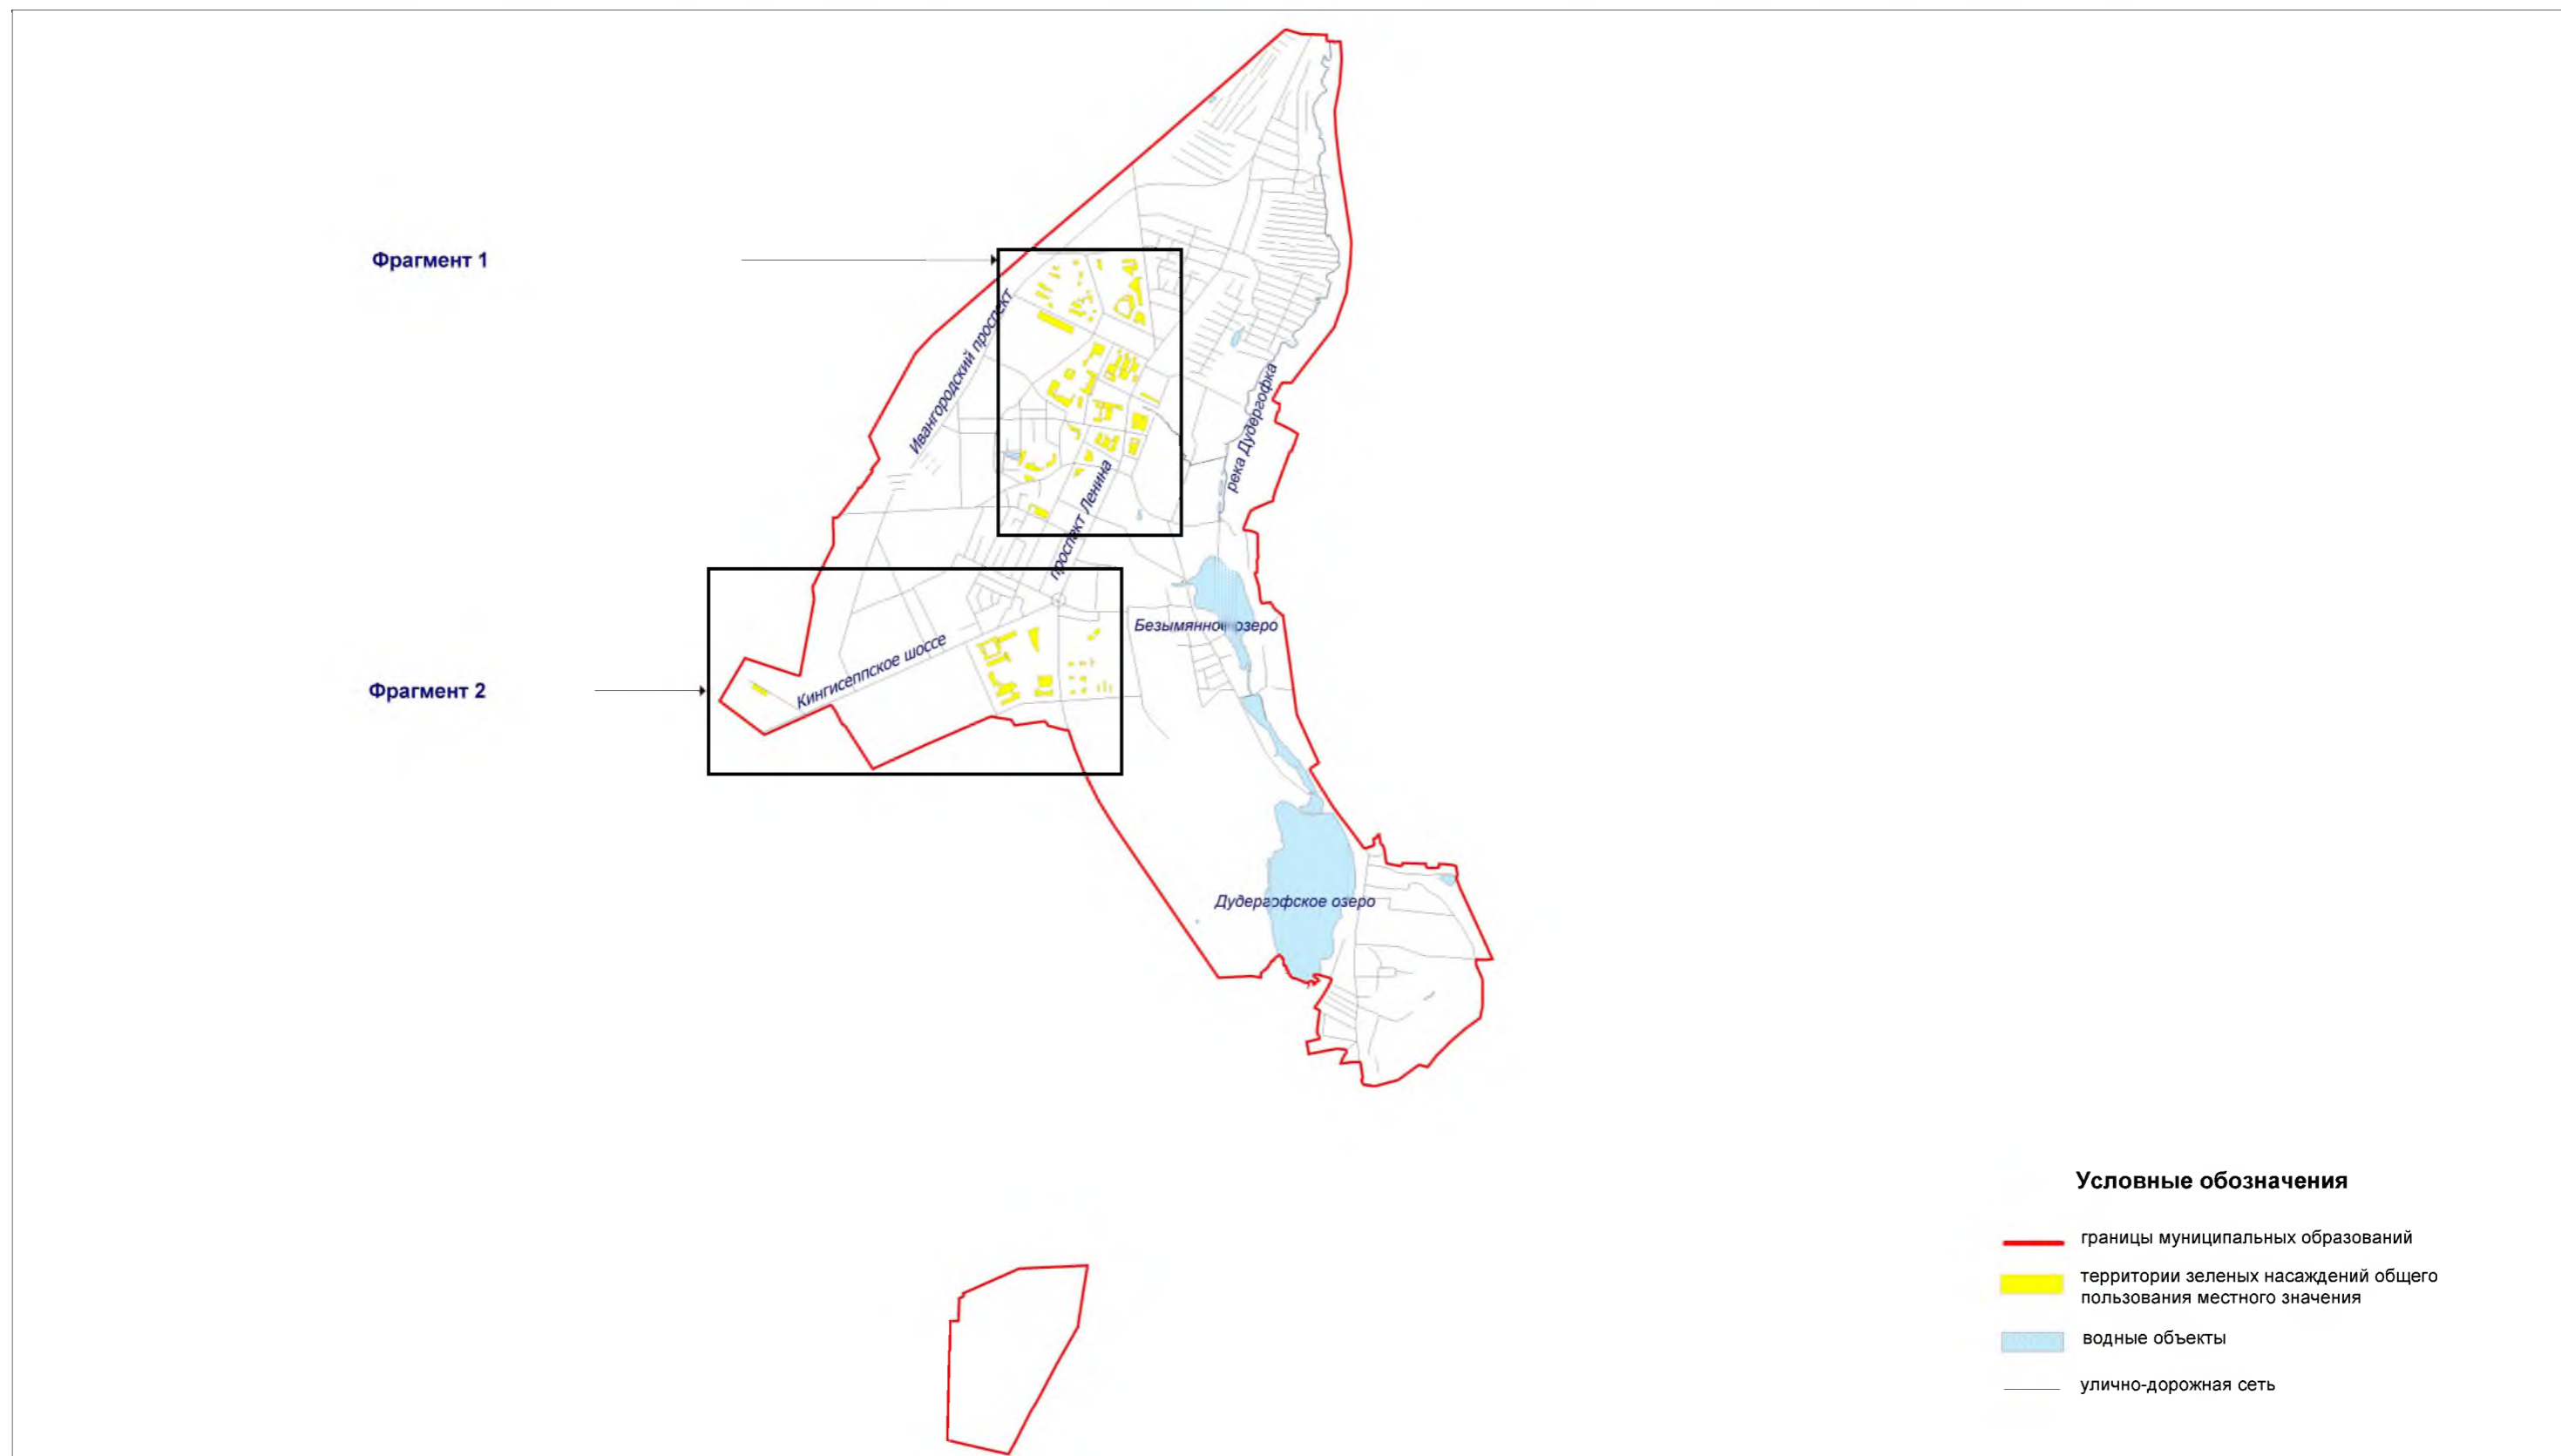 Фрагмент 1
Ивангородский проспект
река Дудергофка
проспект Ленина
Безымянное озеро
Кингисеппское шоссе
Фрагмент 2
Дудергофское озеро
Условные обозначения
границы муниципальных образований
территории зеленых насаждений общего
пользования местного значения
водные объекты
улично-дорожная сеть